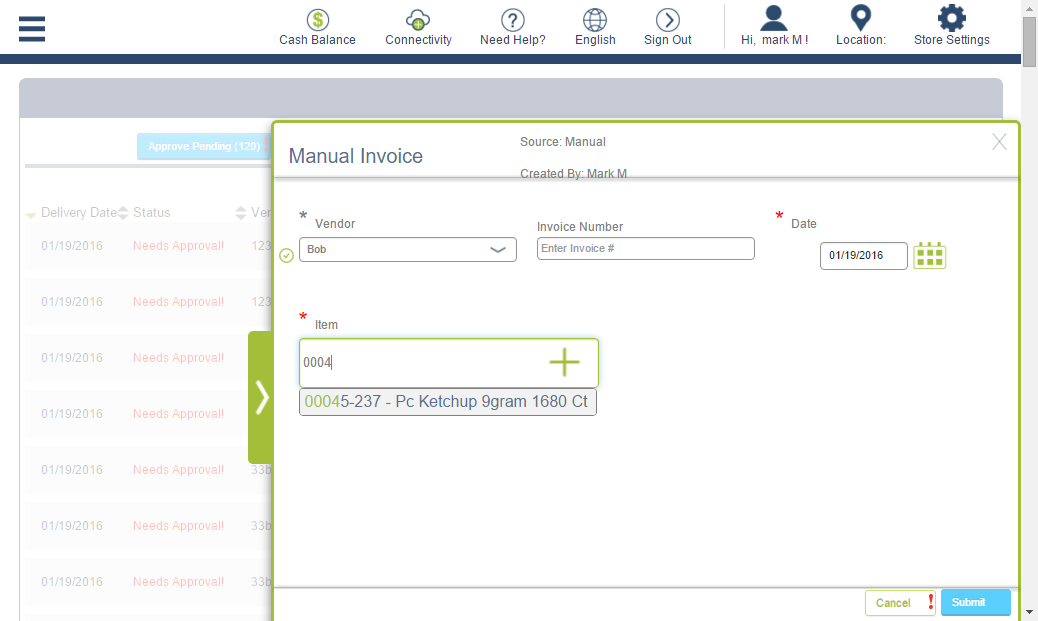 Cash Balance Connectivity Need Help? English Sign Out Hi, mark M ! Location: Store Settings
Approve Pending (120)
Manual Invoice
Source: Manual
Created By: Mark M
Delivery Date Status Ver
01/19/2016 Needs Approval! 123
01/19/2016 Needs Approval! 123
01/19/2016 Needs Approval!
01/19/2016 Needs Approval!
01/19/2016 Needs Approval! 33b
01/19/2016 Needs Approval! 33b
01/19/2016 Needs Approval! 33b
* Vendor
Bob
Invoice Number
Enter Invoice #
* Date
01/19/2016
* Item
0004
00045-237 - Pc Ketchup 9gram 1680 Ct
Cancel ! Submit